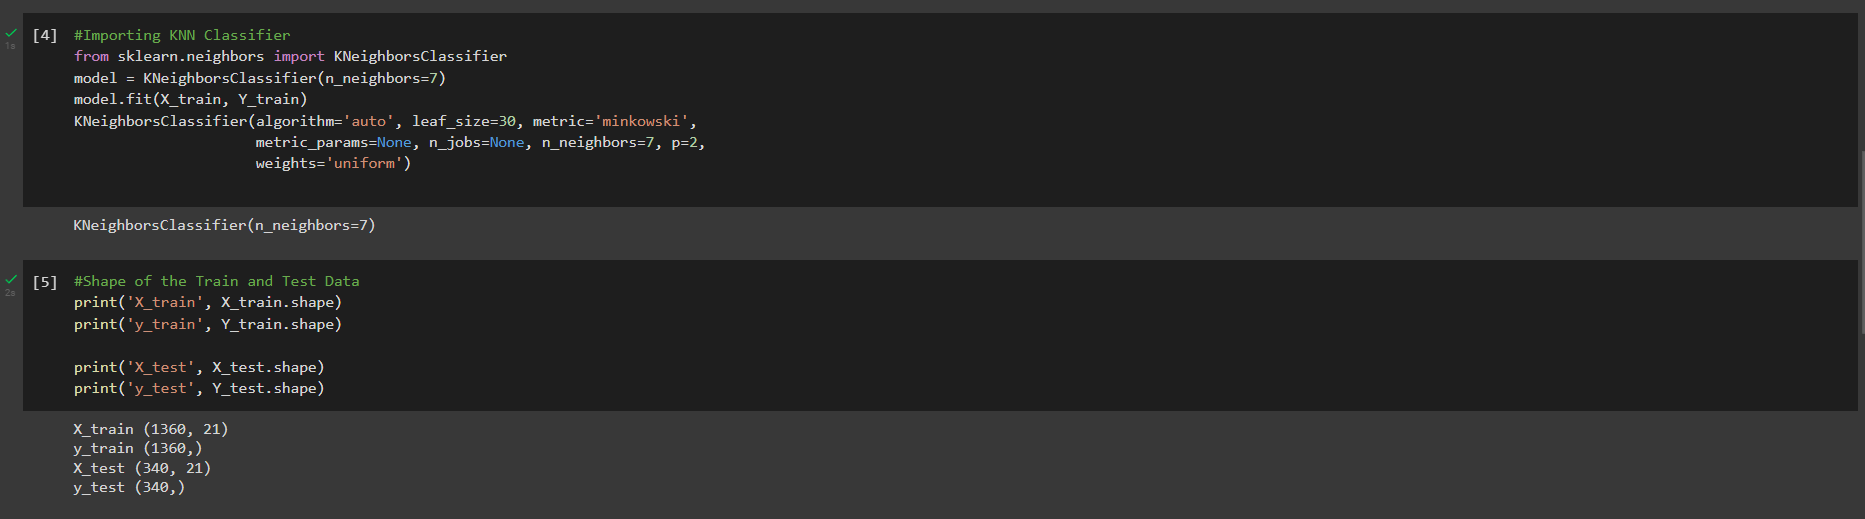 [4] #Importing KNN Classifier
1s
from sklearn.neighbors import KNeighborsClassifier
model = KNeighborsClassifier(n_neighbors=7)
model.fit(X_train, Y_train)
KNeighborsClassifier(algorithm='auto', leaf_size=30, metric='minkowski',
metric_params=None, n_jobs=None, n_neighbors=7, p=2,
weights='uniform')
KNeighborsClassifier(n_neighbors=7)
[5] #Shape of the Train and Test Data
2s
print('X_train', X_train.shape)
print('y_train', Y_train.shape)
print('X_test', X_test.shape)
print('y_test', Y_test.shape)
X_train (1360, 21)
y_train (1360,)
X_test (340, 21)
y_test (340,)